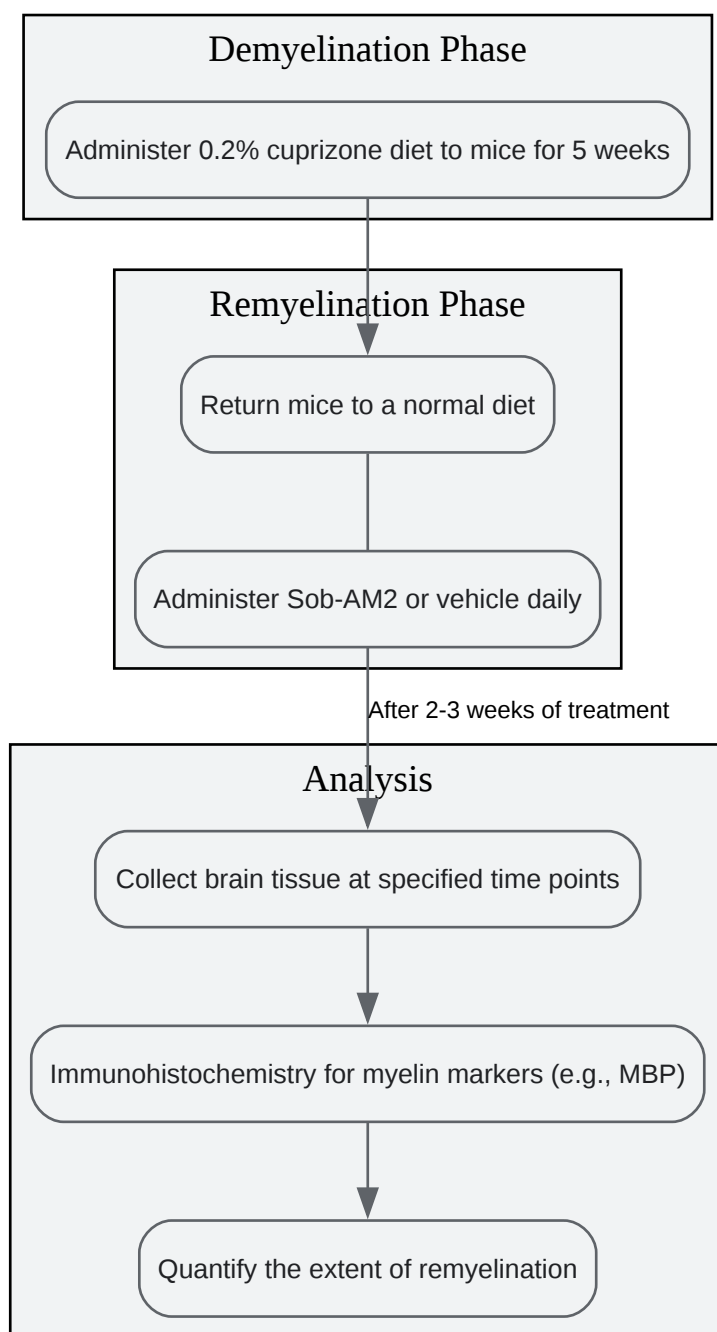 Demyelination Phase
Administer 0.2% cuprizone diet to mice for 5 weeks
Remyelination Phase
Return mice to a normal diet
Administer Sob-AM2 or vehicle daily
After 2-3 weeks of treatment
Analysis
Collect brain tissue at specified time points
Immunohistochemistry for myelin markers (e.g., MBP)
Quantify the extent of remyelination